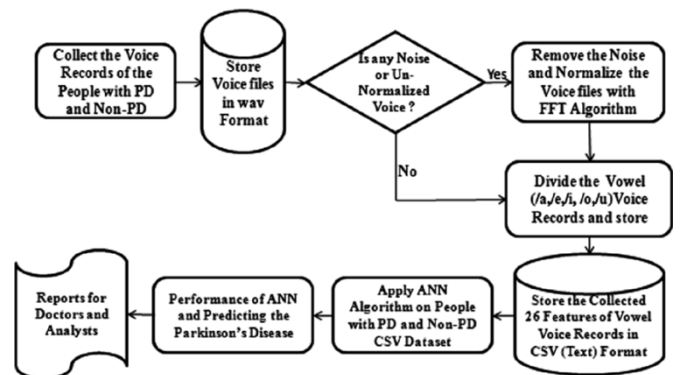 Collect the Voice
Records of the
People with PD
and Non-PD
Store
Voice files
in wav
Format
Is any Noise
or Un-
Normalized
Voice ?
Yes
No
Remove the Noise
and Normalize the
Voice files with
FFT Algorithm
Divide the Vowel
(/a,/e,/i, /o,/u)Voice
Records and store
Store the Collected
26 Features of Vowel
Voice Records in
CSV (Text) Format
Apply ANN
Algorithm on People
with PD and Non-PD
CSV Dataset
Performance of ANN
and Predicting the
Parkinson's Disease
Reports for
Doctors and
Analysts